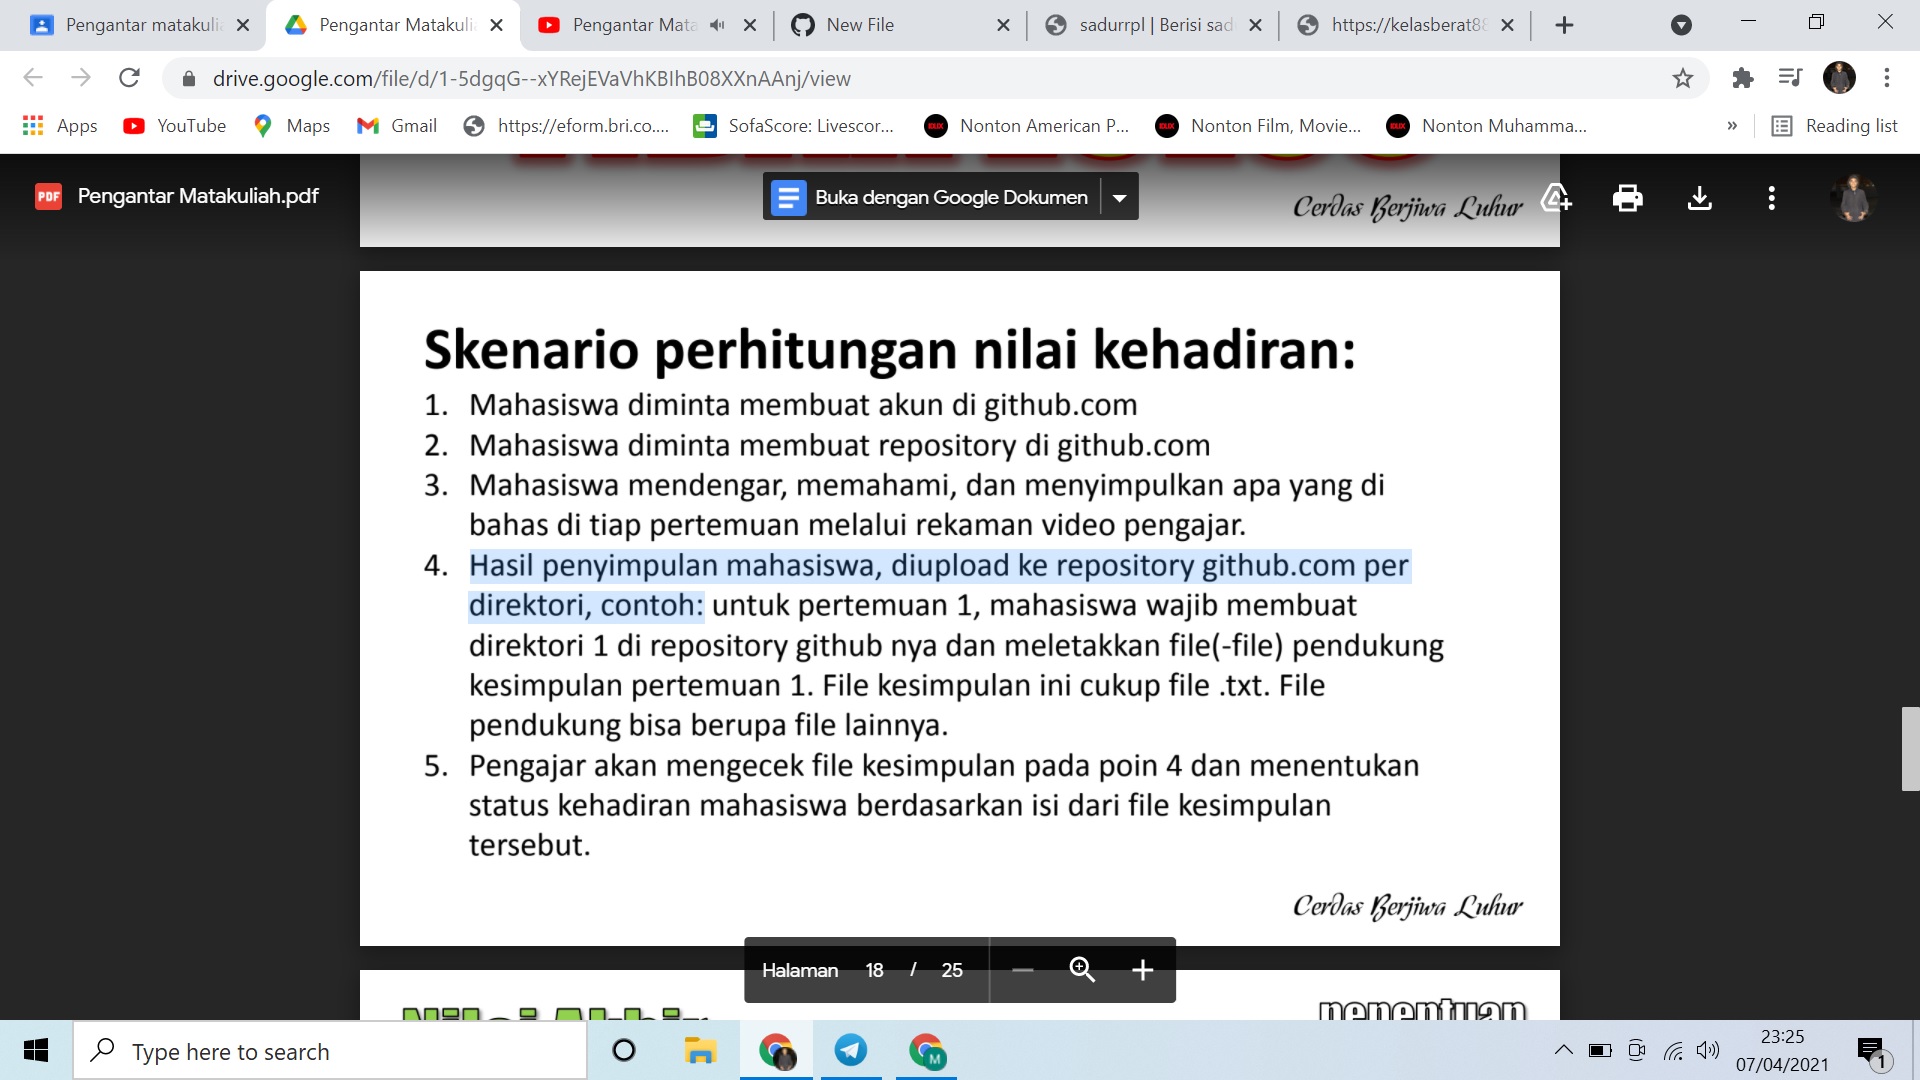 Pengantar matakuli
Pengantar Matakuli
Pengantar Mata
New File
sadurrpl | Berisi sad
https://kelasberat88
drive.google.com/file/d/1-5dgqG--xYRejEVaVhKBIhB08XXnAAnj/view
Apps
YouTube
Maps
Gmail
https://eform.bri.co....
SofaScore: Livescor...
Nonton American P...
Nonton Film, Movie...
Nonton Muhamma...
»
Reading list
PDF
Pengantar Matakuliah.pdf
Buka dengan Google Dokumen
Cerdas Berjiwa Luhur
Skenario perhitungan nilai kehadiran:
1. Mahasiswa diminta membuat akun di github.com
2. Mahasiswa diminta membuat repository di github.com
3. Mahasiswa mendengar, memahami, dan menyimpulkan apa yang di
bahas di tiap pertemuan melalui rekaman video pengajar.
4. Hasil penyimpulan mahasiswa, diupload ke repository github.com per
direktori, contoh: untuk pertemuan 1, mahasiswa wajib membuat
direktori 1 di repository github nya dan meletakkan file(-file) pendukung
kesimpulan pertemuan 1. File kesimpulan ini cukup file .txt. File
pendukung bisa berupa file lainnya.
5. Pengajar akan mengecek file kesimpulan pada poin 4 dan menentukan
status kehadiran mahasiswa berdasarkan isi dari file kesimpulan
tersebut.
Cerdas Berjiwa Luhur
Halaman 18 / 25
Nilai Akhir
penentuan
Type here to search
M
23:25
07/04/2021
1